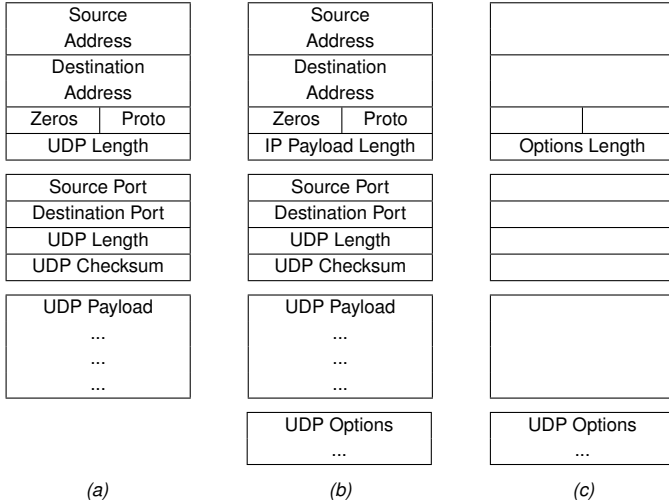 Source
Address
Destination
Address
Zeros Proto
UDP Length
Source Port
Destination Port
UDP Length
UDP Checksum
UDP Payload
...
...
...
(a)
Source
Address
Destination
Address
Zeros Proto
IP Payload Length
Source Port
Destination Port
UDP Length
UDP Checksum
UDP Payload
...
...
...
UDP Options
...
(b)
Options Length
UDP Options
...
(c)